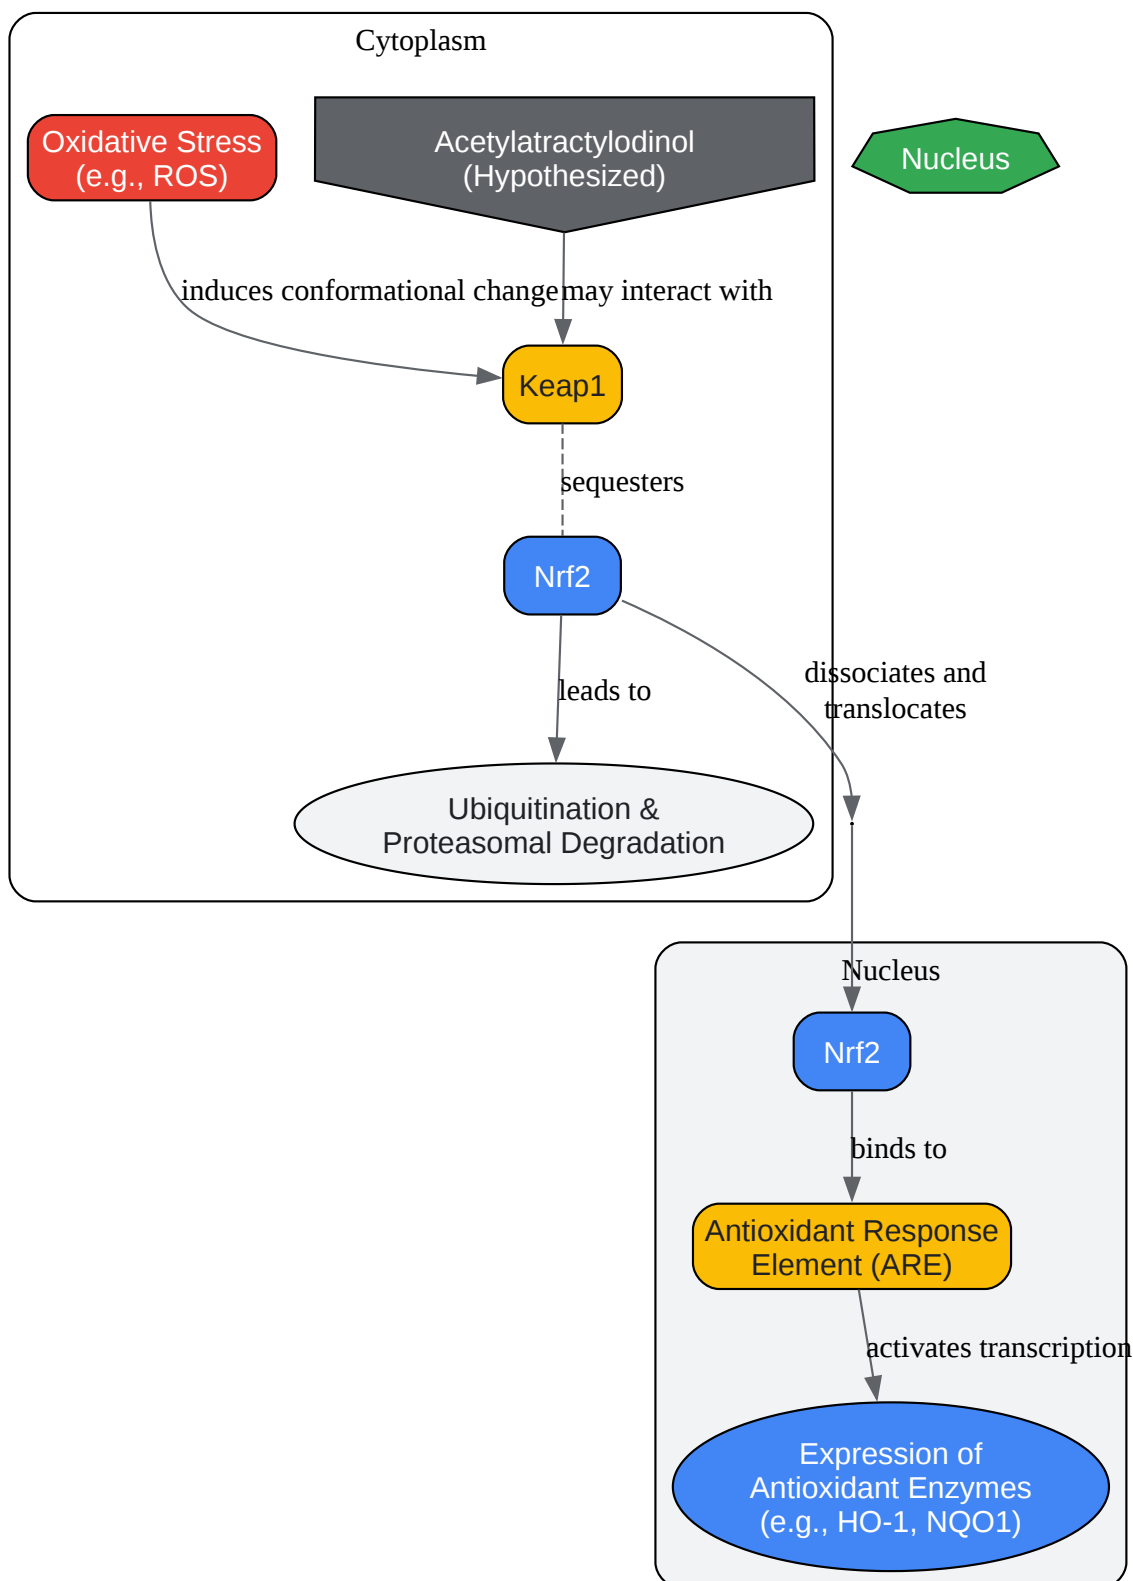 Cytoplasm
Oxidative Stress
(e.g., ROS)
Acetylatractylodinol
(Hypothesized)
Nucleus
induces conformational change
may interact with
Keap1
sequesters
Nrf2
leads to
dissociates and
translocates
Ubiquitination &
Proteasomal Degradation
Nucleus
Nrf2
binds to
Antioxidant Response
Element (ARE)
activates transcription
Expression of
Antioxidant Enzymes
(e.g., HO-1, NQO1)